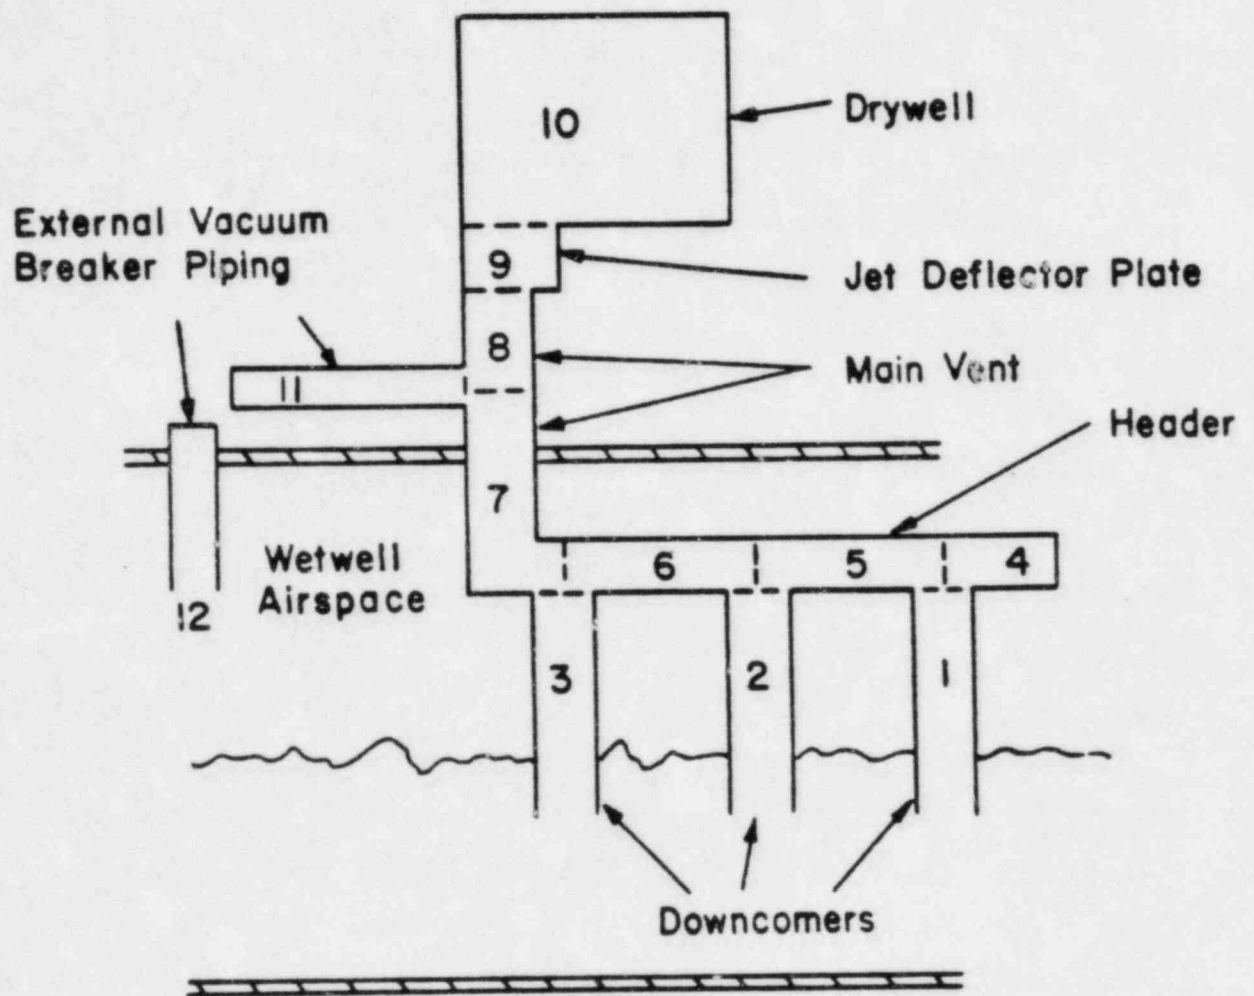 10
Drywell
External Vacuum
Breaker Piping
9
Jet Deflector Plate
8
Main Vent
11
Header
7
Wetwell
Airspace
6
5
4
12
3
2
1
Downcomers